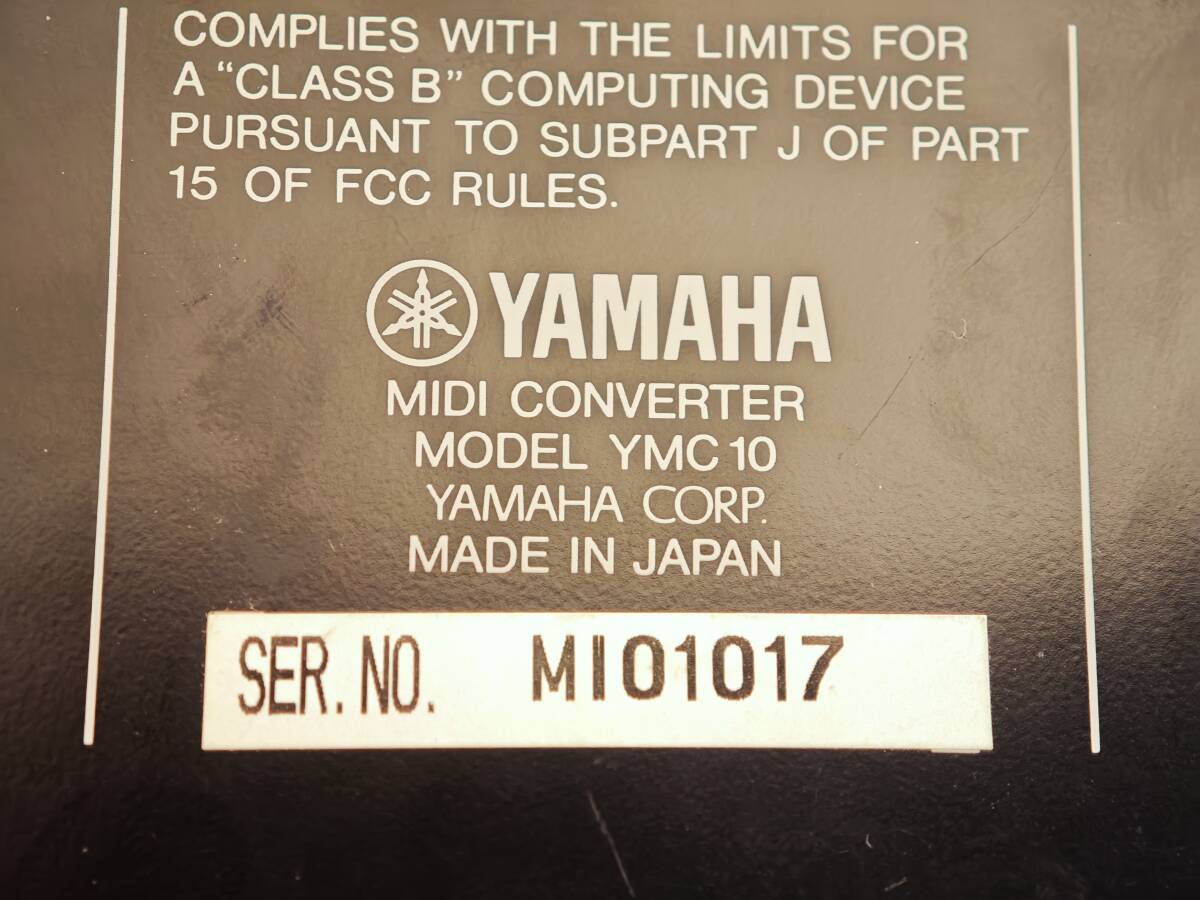 COMPLIES WITH THE LIMITS FOR
A “CLASS B” COMPUTING DEVICE
PURSUANT TO SUBPART J OF PART
15 OF FCC RULES.
YAMAHA
MIDI CONVERTER
MODEL YMC10
YAMAHA CORP.
MADE IN JAPAN
SER. NO. MI01017